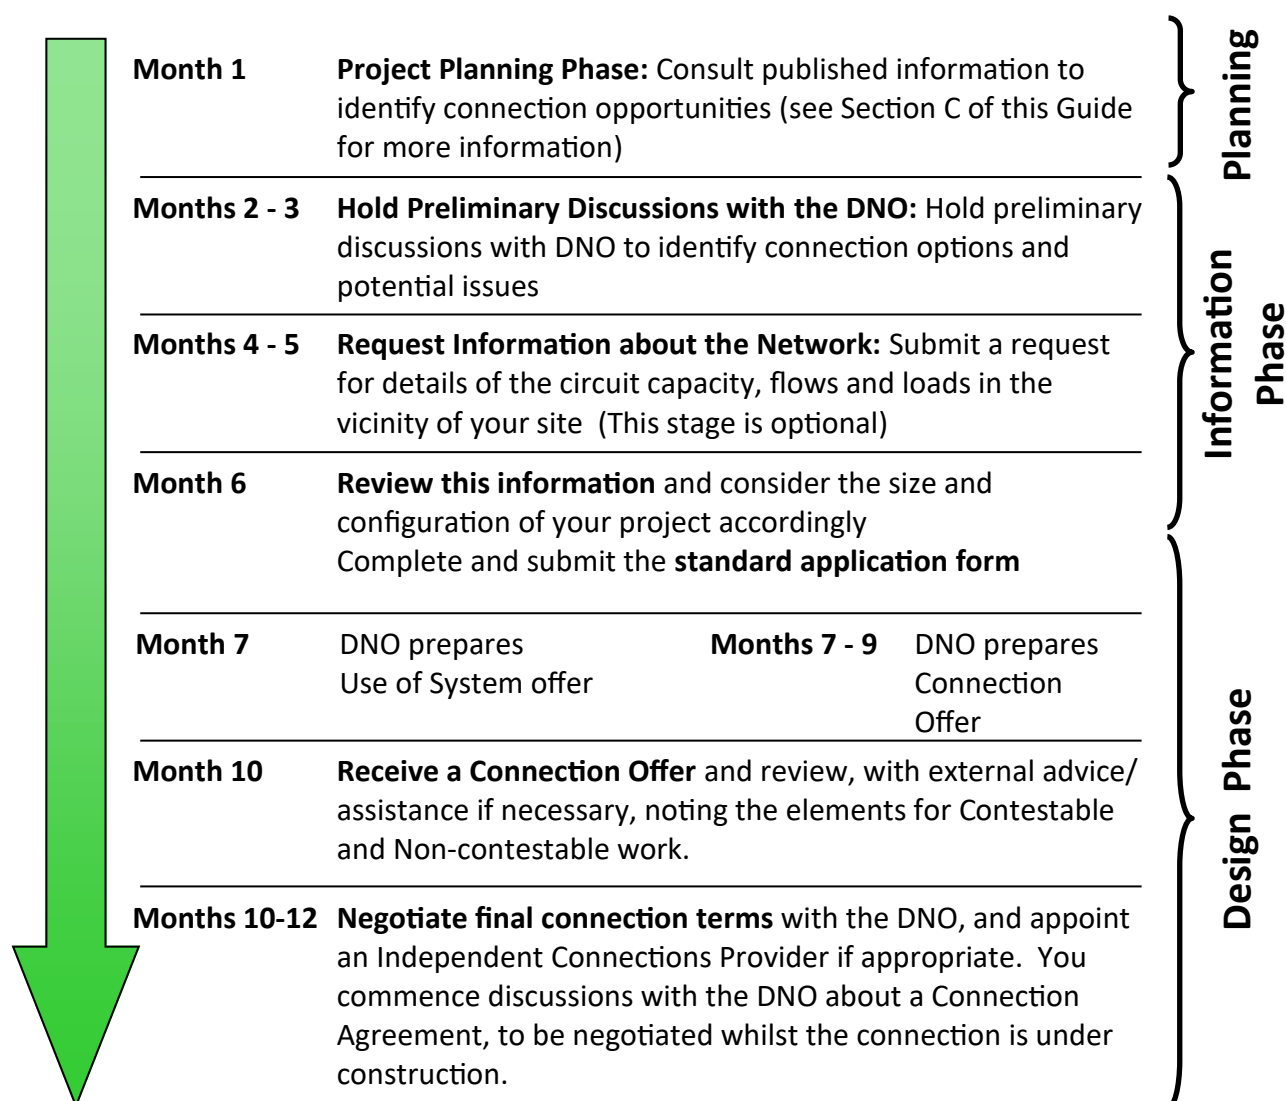 Month 1
Project Planning Phase: Consult published information to
identify connection opportunities (see Section C of this Guide
for more information)
Planning
Months 2 - 3
Hold Preliminary Discussions with the DNO: Hold preliminary
discussions with DNO to identify connection options and
potential issues
Months 4 - 5
Request Information about the Network: Submit a request
for details of the circuit capacity, flows and loads in the
vicinity of your site (This stage is optional)
Information
Phase
Month 6
Review this information and consider the size and
configuration of your project accordingly
Complete and submit the standard application form
Month 7
DNO prepares
Use of System offer
Months 7 - 9
DNO prepares
Connection
Offer
Month 10
Receive a Connection Offer and review, with external advice/
assistance if necessary, noting the elements for Contestable
and Non-contestable work.
Months 10-12
Negotiate final connection terms with the DNO, and appoint
an Independent Connections Provider if appropriate. You
commence discussions with the DNO about a Connection
Agreement, to be negotiated whilst the connection is under
construction.
Design Phase